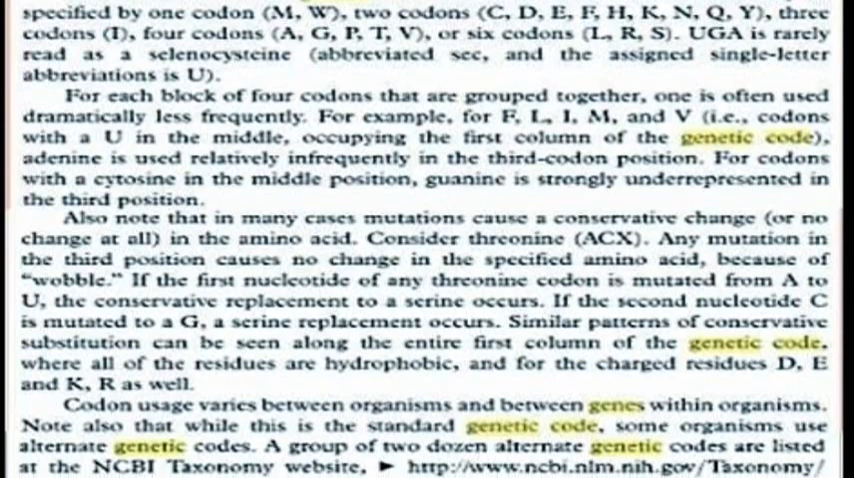 specified by one codon (M, W), two codons (C, D, E, F, H, K, N, Q, Y), three
codons (I), four codons (A, G, P, T, V), or six codons (L, R, S). UGA is rarely
read as a selenocysteine (abbreviated sec, and the assigned single-letter
abbreviations is U).
For each block of four codons that are grouped together, one is often used
dramatically less frequently. For example, for F, L, I, M, and V (i.e., codons
with a U in the middle, occupying the first column of the genetic code),
adenine is used relatively infrequently in the third-codon position. For codons
with a cytosine in the middle position, guanine is strongly underrepresented in
the third position.
Also note that in many cases mutations cause a conservative change (or no
change at all) in the amino acid. Consider threonine (ACX). Any mutation in
the third position causes no change in the specified amino acid, because of
“wobble.” If the first nucleotide of any threonine codon is mutated from A to
U, the conservative replacement to a serine occurs. If the second nucleotide C
is mutated to a G, a serine replacement occurs. Similar patterns of conservative
substitution can be seen along the entire first column of the genetic code,
where all of the residues are hydrophobic, and for the charged residues D, E
and K, R as well.
Codon usage varies between organisms and between genes within organisms.
Note also that while this is the standard genetic code, some organisms use
alternate genetic codes. A group of two dozen alternate genetic codes are listed
at the NCBI Taxonomy website, ► http://www.ncbi.nlm.nih.gov/Taxonomy/